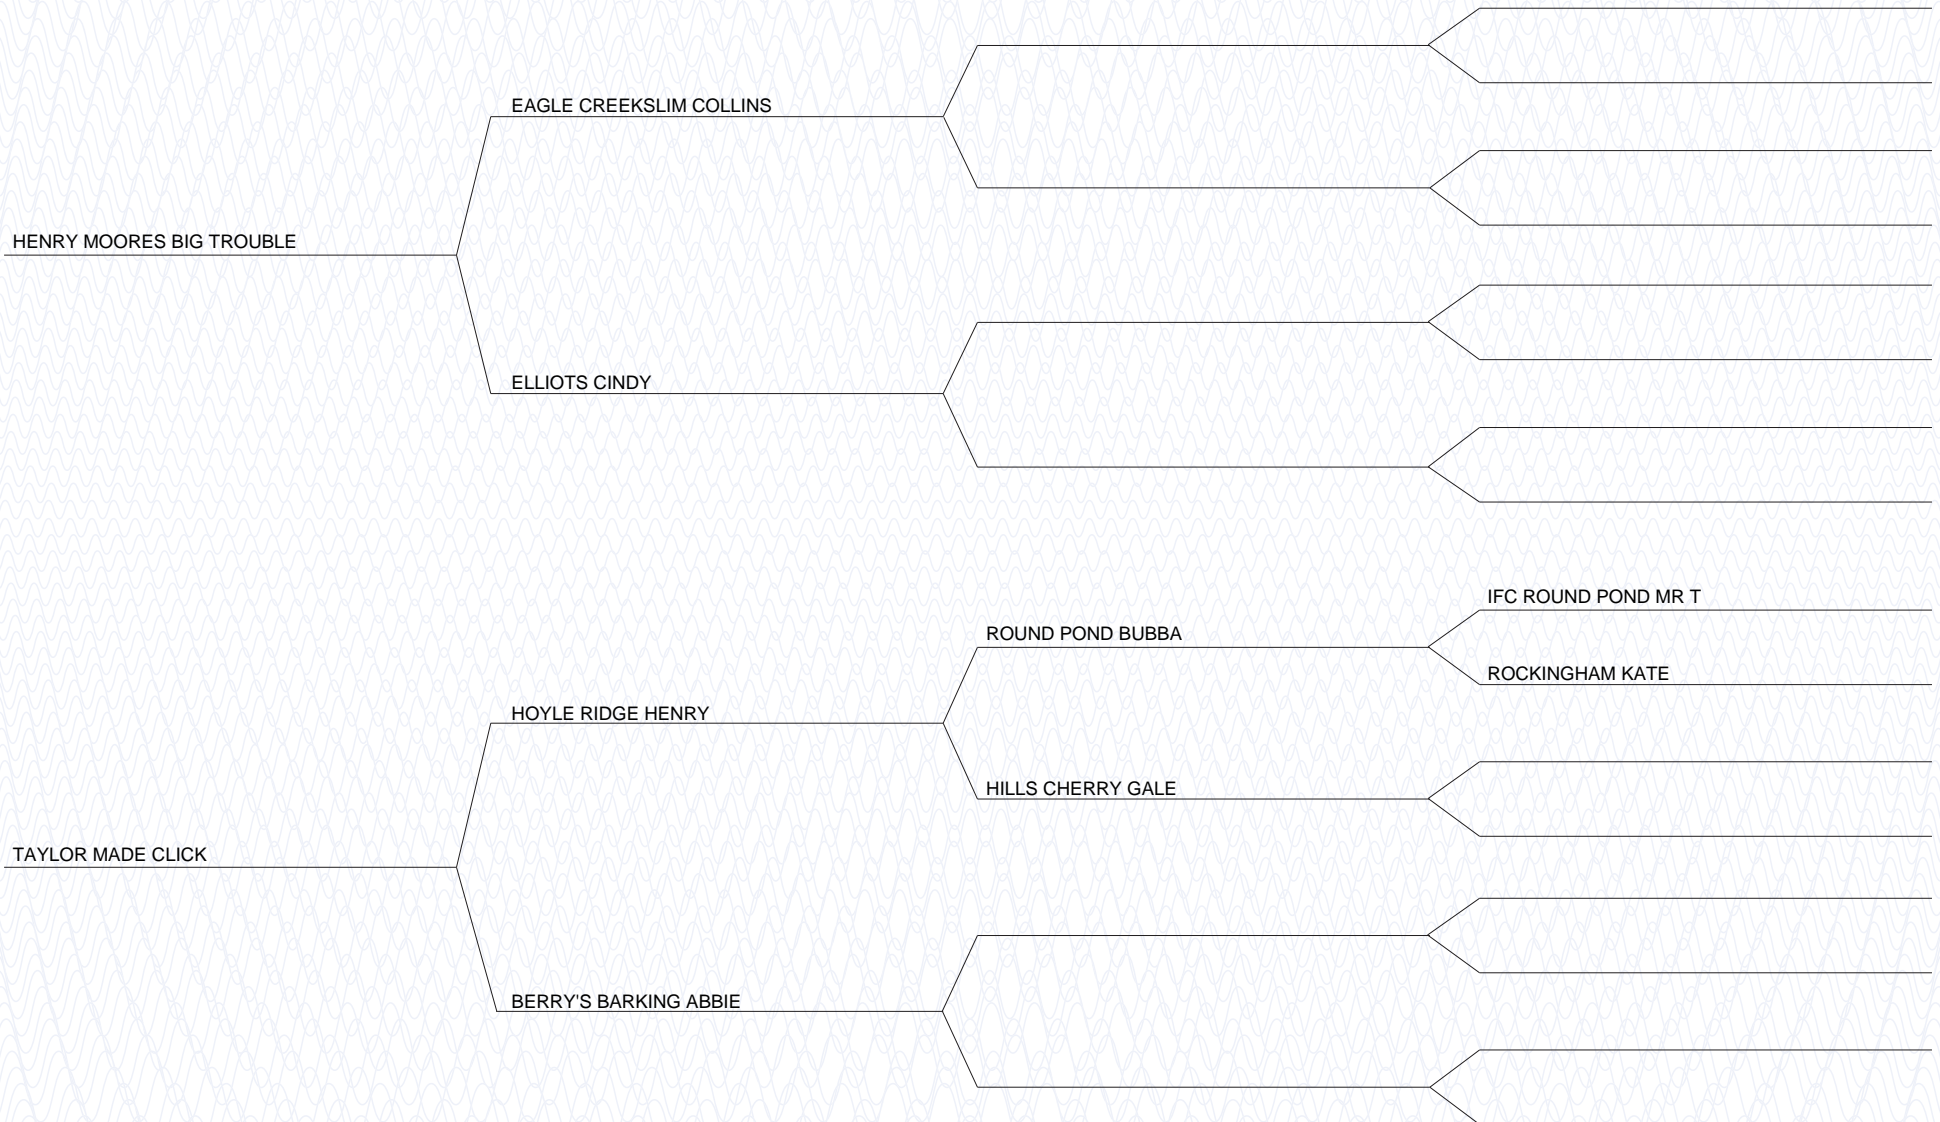 EAGLE CREEKSLIM COLLINS
HENRY MOORES BIG TROUBLE
ELLIOTS CINDY
IFC ROUND POND MR T
ROUND POND BUBBA
ROCKINGHAM KATE
HOYLE RIDGE HENRY
HILLS CHERRY GALE
TAYLOR MADE CLICK
BERRY'S BARKING ABBIE